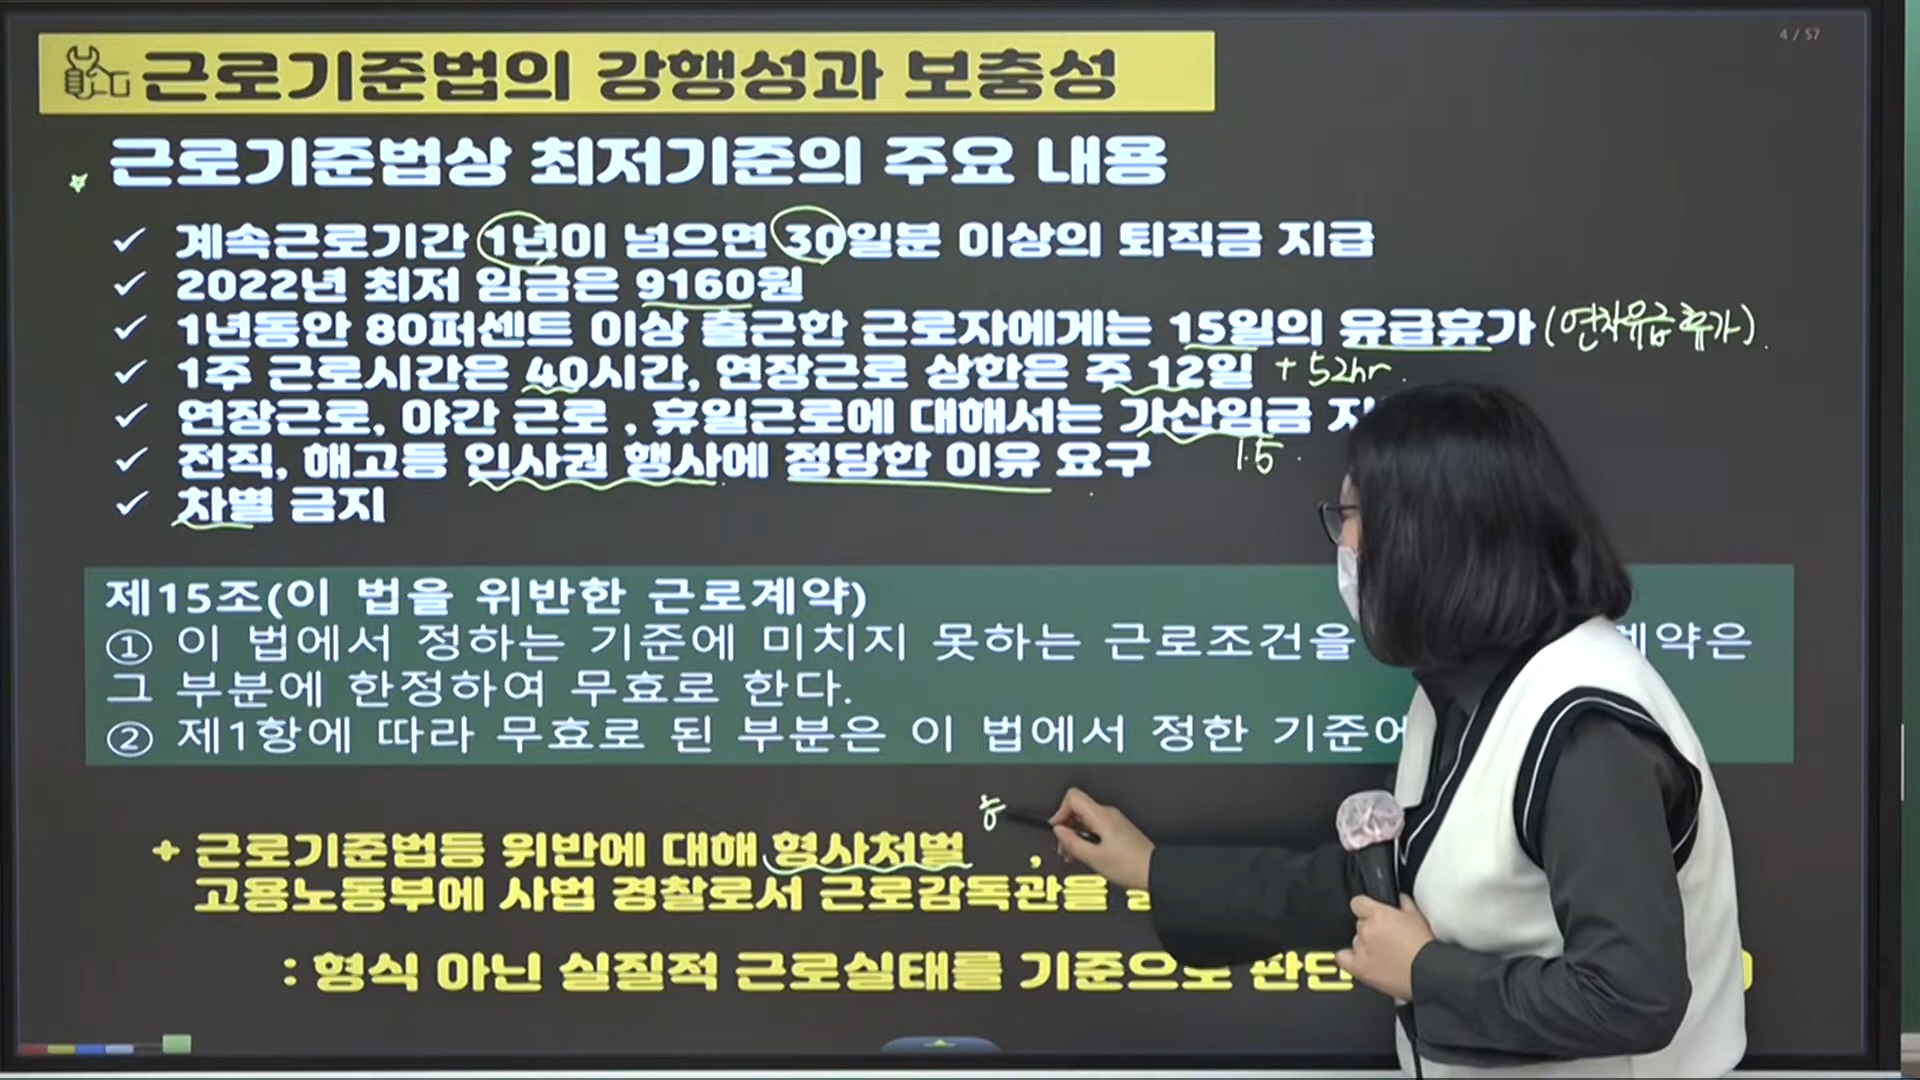 4 / 57
근로기준법의 강행성과 보충성
근로기준법상 최저기준의 주요 내용
✓ 계속근로기간 1년이 넘으면 30일분 이상의 퇴직금 지급
✓ 2022년 최저 임금은 9160원
✓ 1년동안 80퍼센트 이상 출근한 근로자에게는 15일의 유급휴가 (연차유급휴가).
✓ 1주 근로시간은 40시간, 연장근로 상한은 주 12일 + 52hr.
✓ 연장근로, 야간 근로 , 휴일근로에 대해서는 가산임금
✓ 전직, 해고등 인사권 행사에 정당한 이유 요구 1.5
✓ 차별 금지
제15조(이 법을 위반한 근로계약)
① 이 법에서 정하는 기준에 미치지 못하는 근로조건을 계약은
그 부분에 한정하여 무효로 한다.
② 제1항에 따라 무효로 된 부분은 이 법에서 정한 기준에
+ 근로기준법등 위반에 대해 형사처벌 ,
고용노동부에 사법 경찰로서 근로감독관을
: 형식 아닌 실질적 근로실태를 기준으로 판단